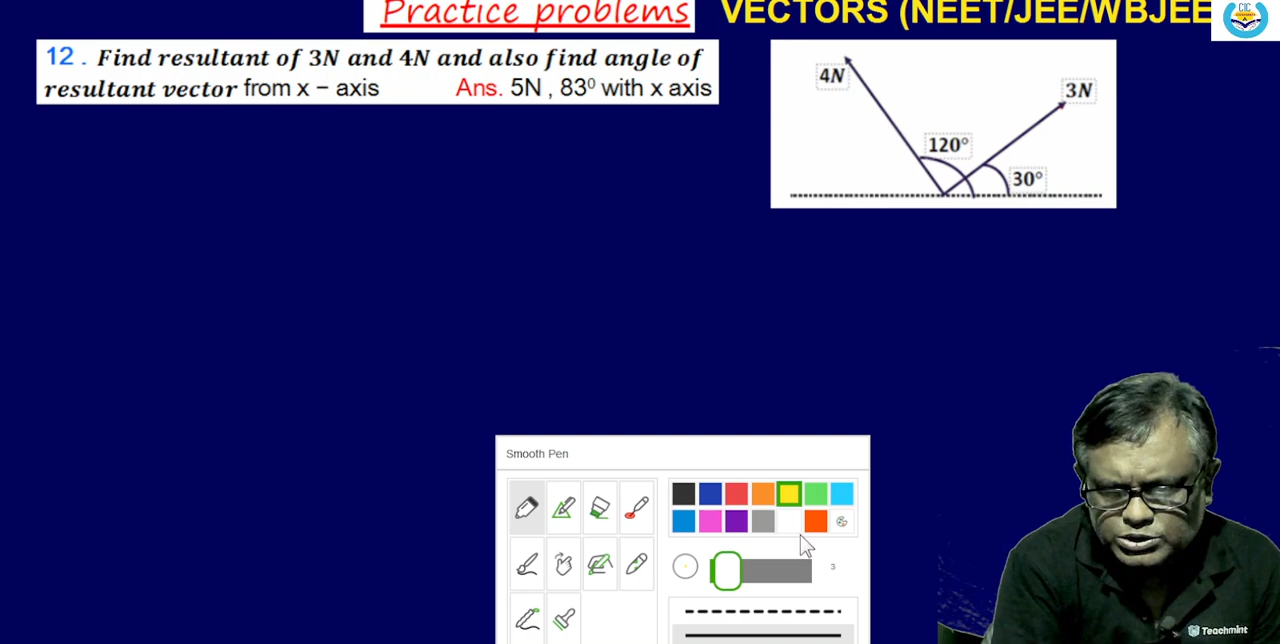 Practice problems
VECTORS (NEET/JEE/WBJEE
CIC
12 . Find resultant of 3N and 4N and also find angle of
resultant vector from x – axis Ans. 5N , 83⁰ with x axis
4N
3N
120°
30°
Smooth Pen
3
Teachmint